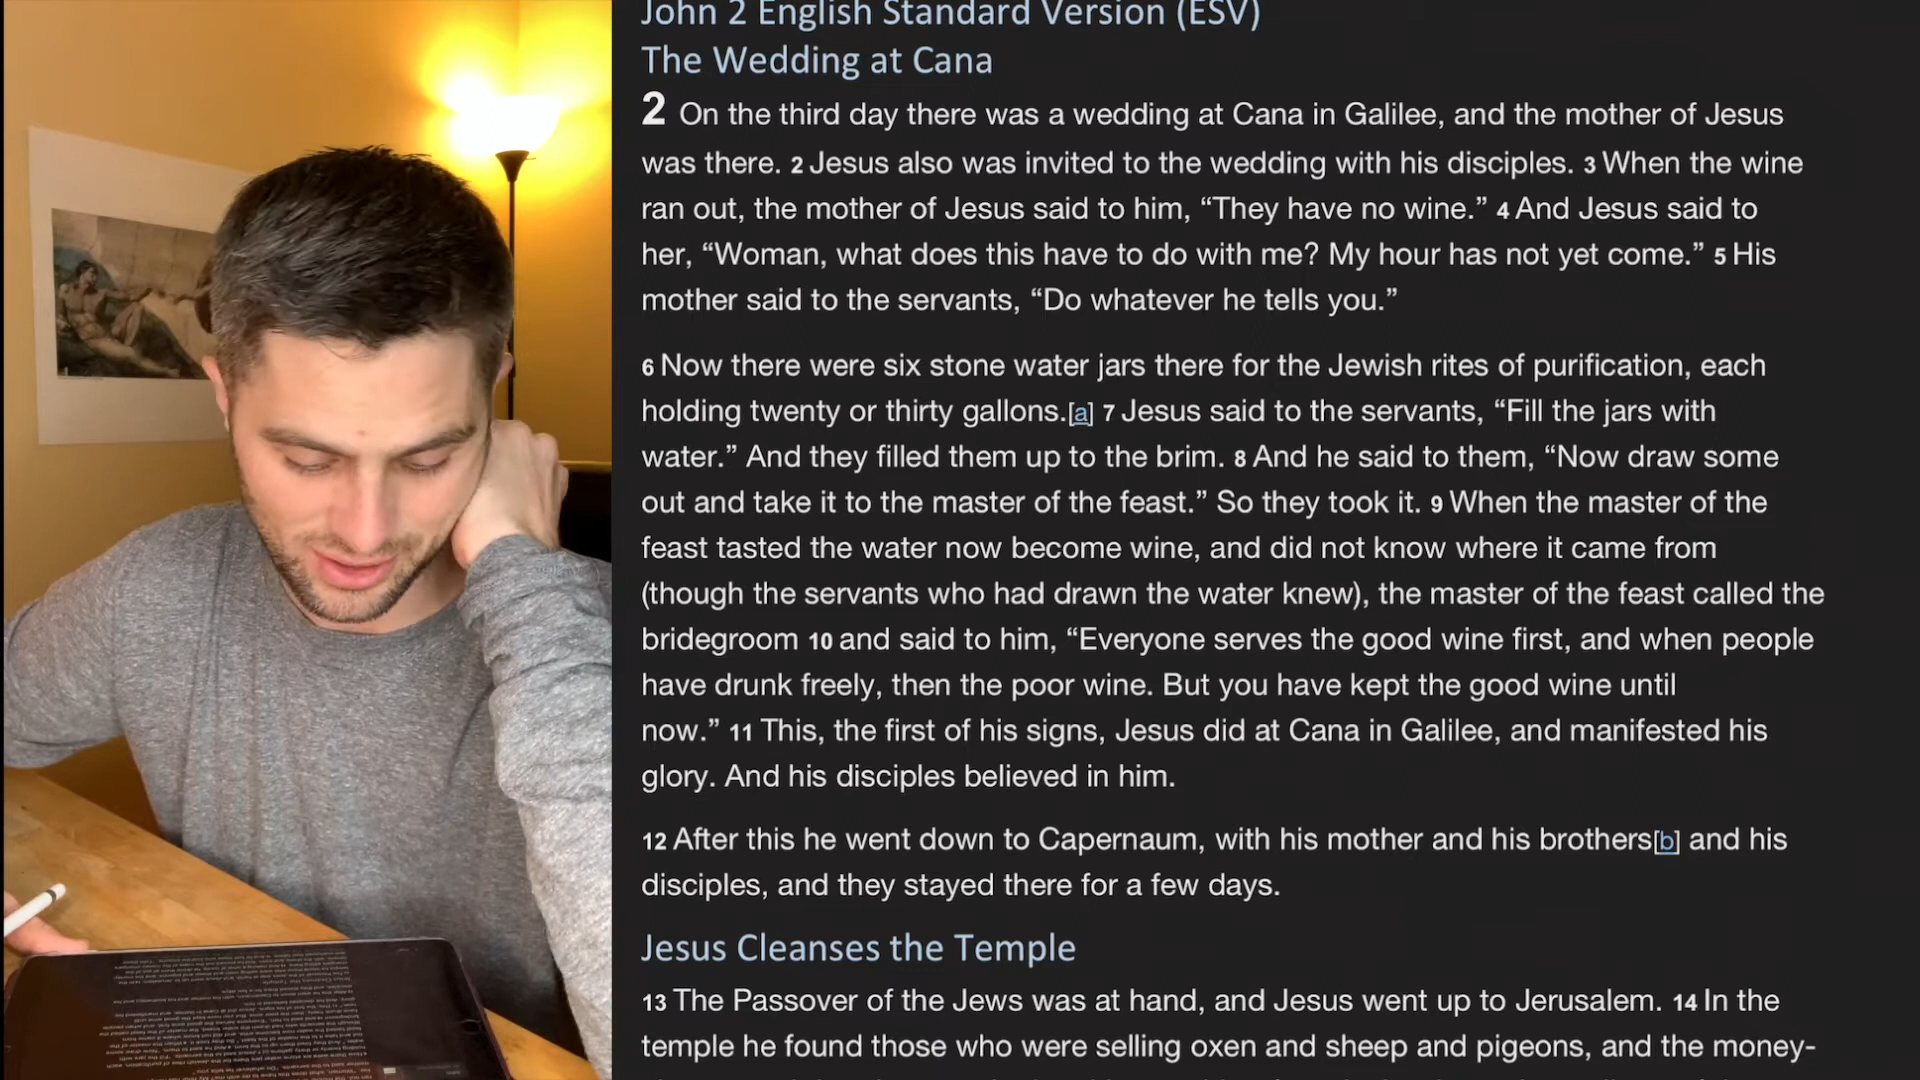 John 2 English Standard Version (ESV)
The Wedding at Cana
2 On the third day there was a wedding at Cana in Galilee, and the mother of Jesus
was there. 2 Jesus also was invited to the wedding with his disciples. 3 When the wine
ran out, the mother of Jesus said to him, “They have no wine.” 4 And Jesus said to
her, “Woman, what does this have to do with me? My hour has not yet come.” 5 His
mother said to the servants, “Do whatever he tells you.”
6 Now there were six stone water jars there for the Jewish rites of purification, each
holding twenty or thirty gallons.[a] 7 Jesus said to the servants, “Fill the jars with
water.” And they filled them up to the brim. 8 And he said to them, “Now draw some
out and take it to the master of the feast.” So they took it. 9 When the master of the
feast tasted the water now become wine, and did not know where it came from
(though the servants who had drawn the water knew), the master of the feast called the
bridegroom 10 and said to him, “Everyone serves the good wine first, and when people
have drunk freely, then the poor wine. But you have kept the good wine until
now.” 11 This, the first of his signs, Jesus did at Cana in Galilee, and manifested his
glory. And his disciples believed in him.
12 After this he went down to Capernaum, with his mother and his brothers[b] and his
disciples, and they stayed there for a few days.
Jesus Cleanses the Temple
13 The Passover of the Jews was at hand, and Jesus went up to Jerusalem. 14 In the
temple he found those who were selling oxen and sheep and pigeons, and the money-